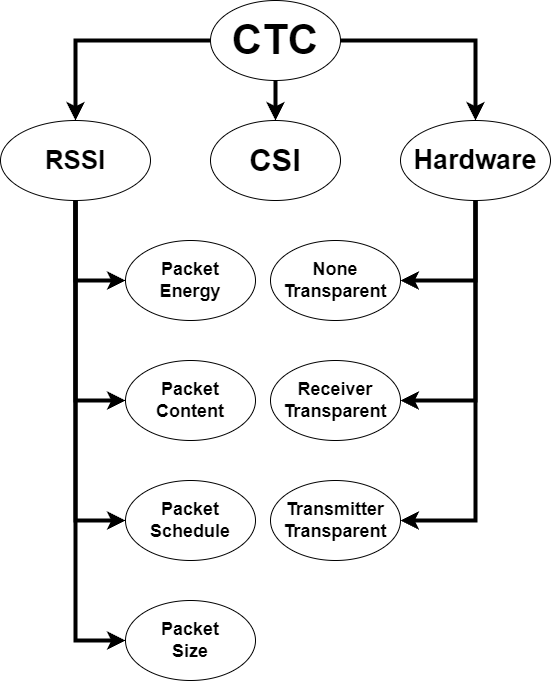 CTC
RSSI
CSI
Hardware
Packet
Energy
None
Transparent
Packet
Content
Receiver
Transparent
Packet
Schedule
Transmitter
Transparent
Packet
Size